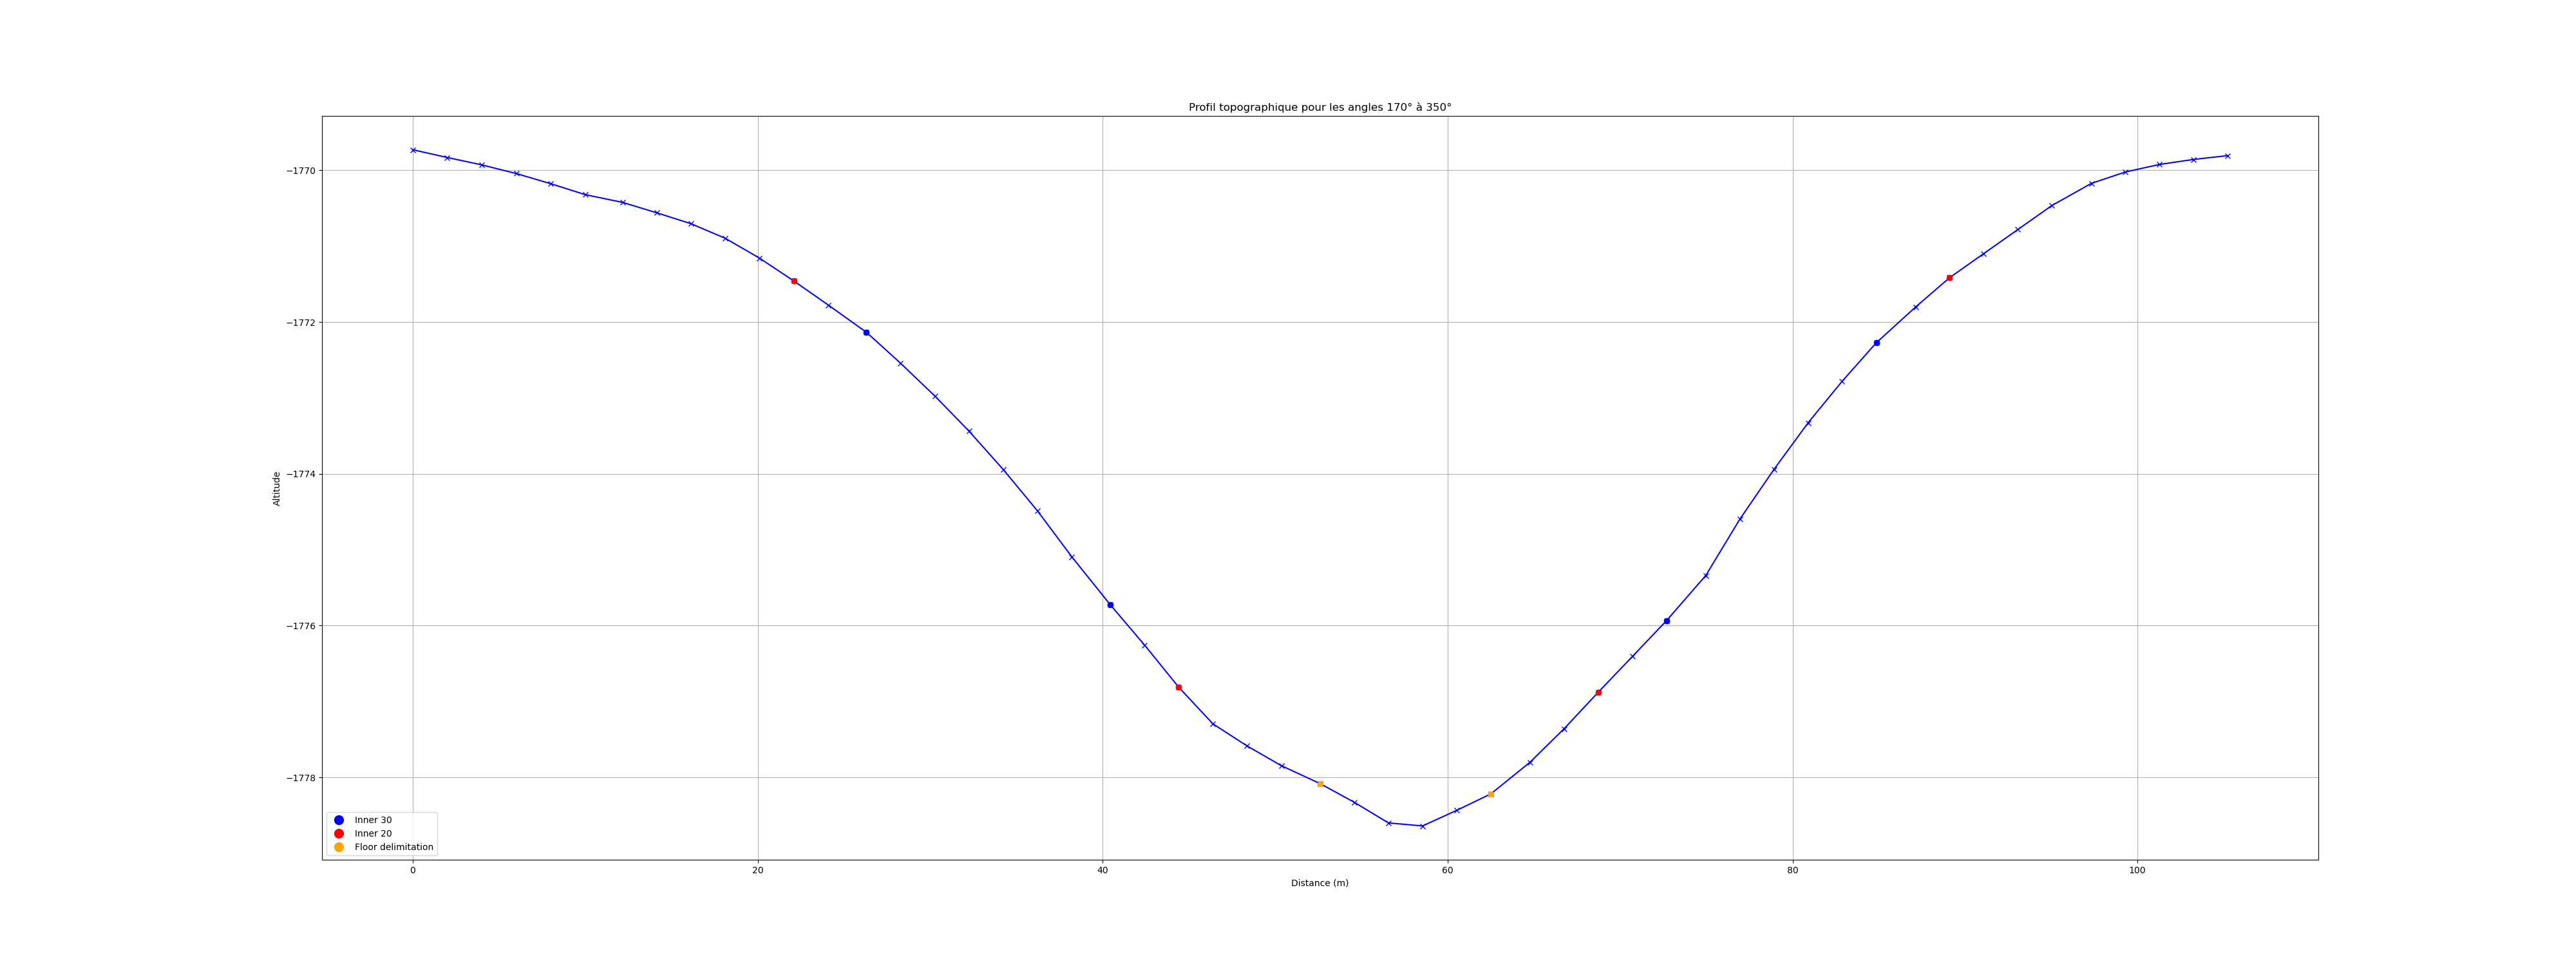 Profil topographique pour les angles 170° à 350°
−1770
−1772
−1774
−1776
−1778
Altitude
Inner 30
Inner 20
Floor delimitation
0 20 40 60 80 100
Distance (m)